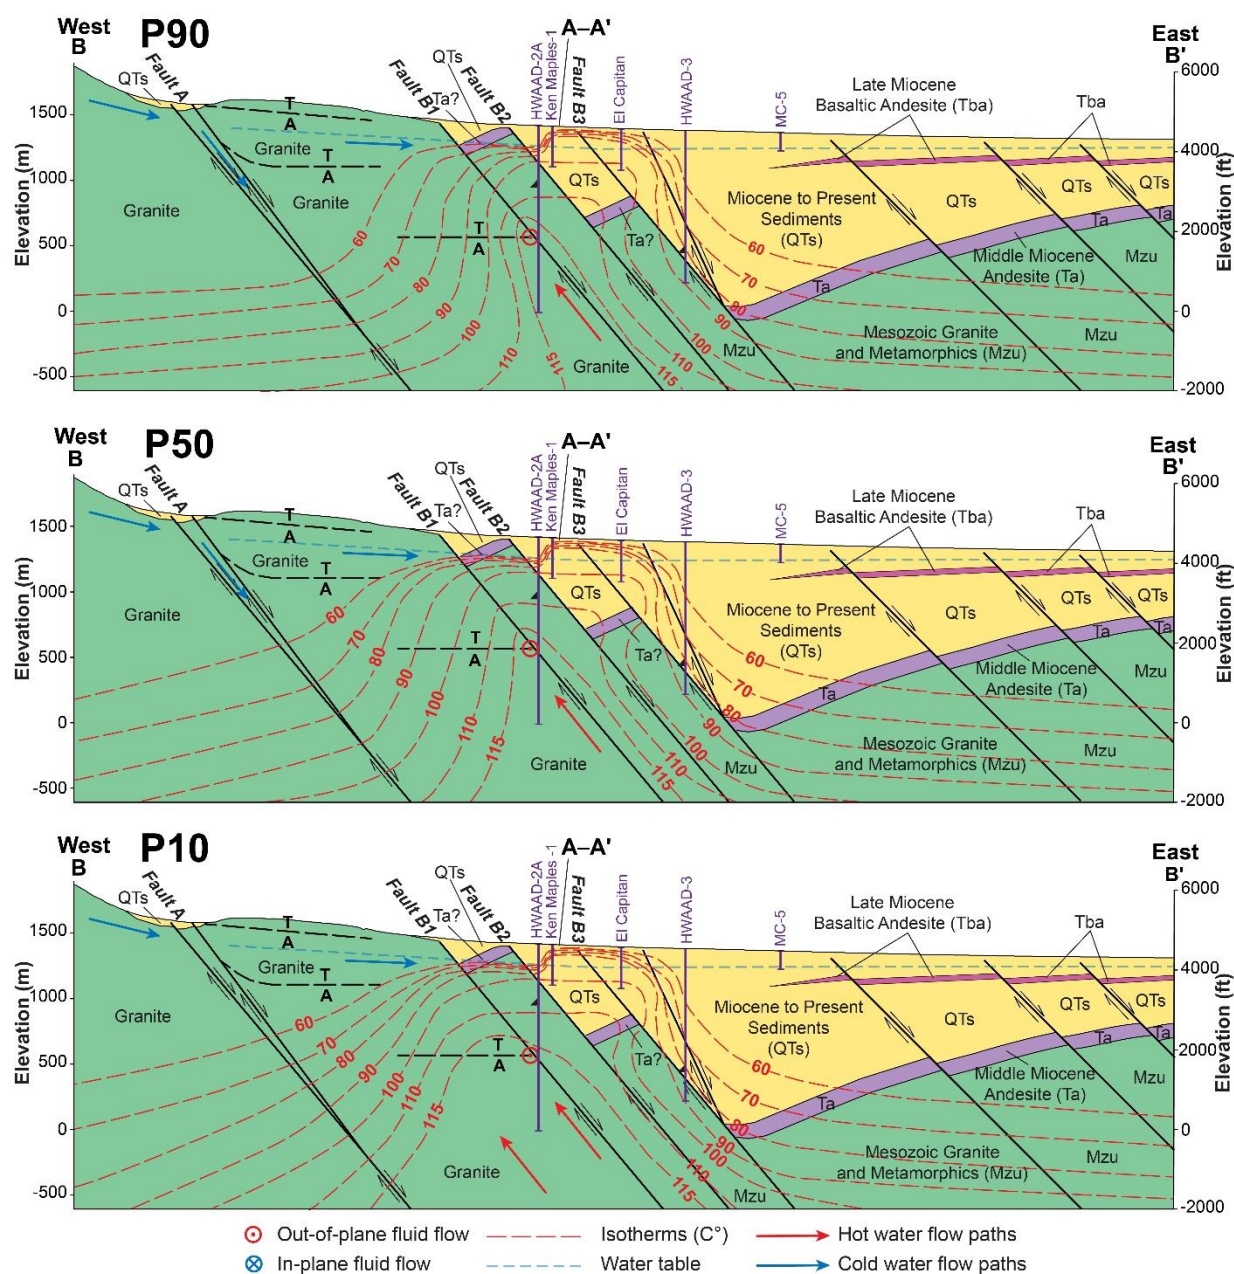 P90
West
B
East
B'
A–A'
QTs
Fault A
T
A
Granite
T
A
Granite
Fault B1
Ta?
QTs
Fault B2
HWAAD-2A
Ken Maples-1
Fault B3
El Capitan
HWAAD-3
MC-5
Late Miocene
Basaltic Andesite (Tba)
Tba
QTs
Miocene to Present
Sediments
(QTs)
QTs
QTs
QTs
Ta?
Ta
Ta
Ta
Middle Miocene
Andesite (Ta)
Mzu
T
A
Mesozoic Granite
and Metamorphics (Mzu)
Mzu
Mzu
Granite
60
70
80
90
100
110
115
60
70
80
90
100
110
115
Elevation (m)
1500
1000
500
0
-500
Elevation (ft)
6000
4000
2000
0
-2000
P50
West
B
East
B'
A–A'
QTs
Fault A
T
A
Granite
T
A
Granite
Fault B1
Ta?
QTs
Fault B2
HWAAD-2A
Ken Maples-1
Fault B3
El Capitan
HWAAD-3
MC-5
Late Miocene
Basaltic Andesite (Tba)
Tba
QTs
Miocene to Present
Sediments
(QTs)
QTs
QTs
QTs
Ta?
Ta
Ta
Ta
Middle Miocene
Andesite (Ta)
Mzu
T
A
Mesozoic Granite
and Metamorphics (Mzu)
Mzu
Mzu
Granite
60
70
80
90
100
110
115
60
70
80
90
100
110
115
Elevation (m)
1500
1000
500
0
-500
Elevation (ft)
6000
4000
2000
0
-2000
P10
West
B
East
B'
A–A'
QTs
Fault A
T
A
Granite
T
A
Granite
Fault B1
Ta?
QTs
Fault B2
HWAAD-2A
Ken Maples -1
Fault B3
El Capitan
HWAAD-3
MC-5
Late Miocene
Basaltic Andesite (Tba)
Tba
QTs
Miocene to Present
Sediments
(QTs)
QTs
QTs
QTs
Ta?
Ta
Ta
Ta
Middle Miocene
Andesite (Ta)
Mzu
T
A
Mesozoic Granite
and Metamorphics (Mzu)
Mzu
Mzu
Granite
60
70
80
90
100
110
115
60
70
80
90
100
110
115
Elevation (m)
1500
1000
500
0
-500
Elevation (ft)
6000
4000
2000
0
-2000
Out-of-plane fluid flow
Isotherms (C°)
Hot water flow paths
In-plane fluid flow
Water table
Cold water flow paths